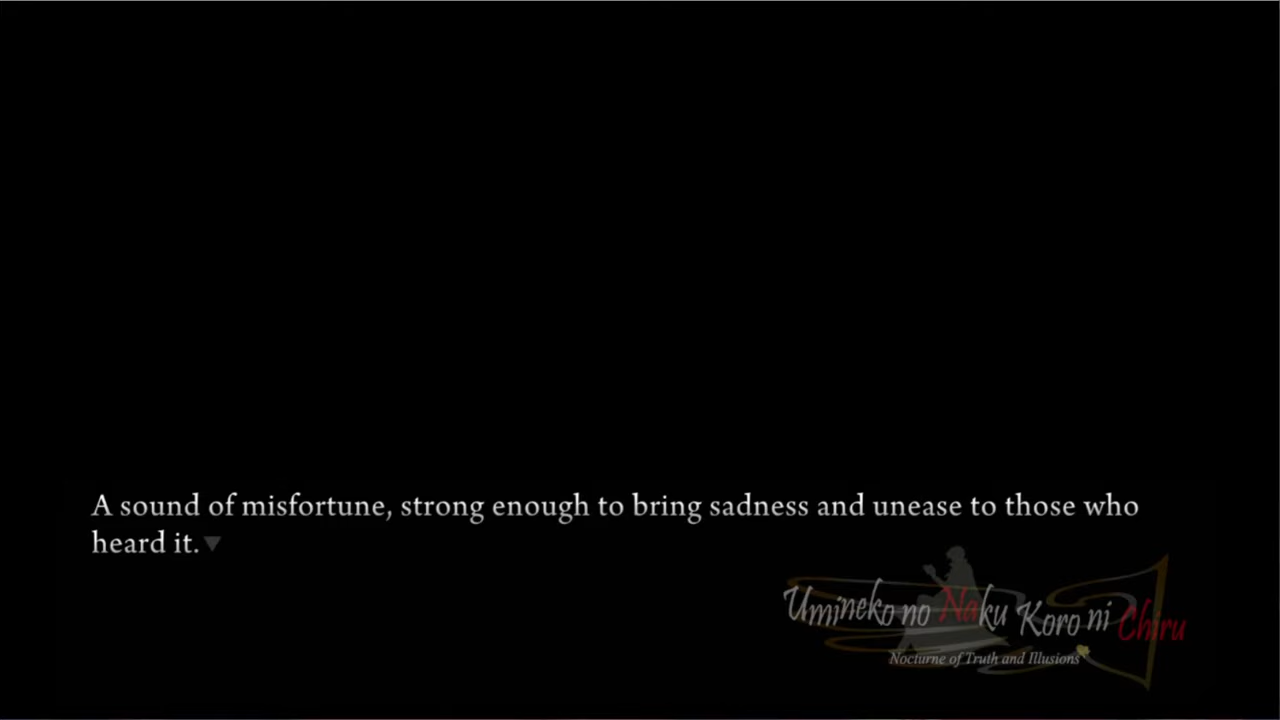 A sound of misfortune, strong enough to bring sadness and unease to those who
heard it.
Umineko no Naku Koro ni Chiru
Nocturne of Truth and Illusions